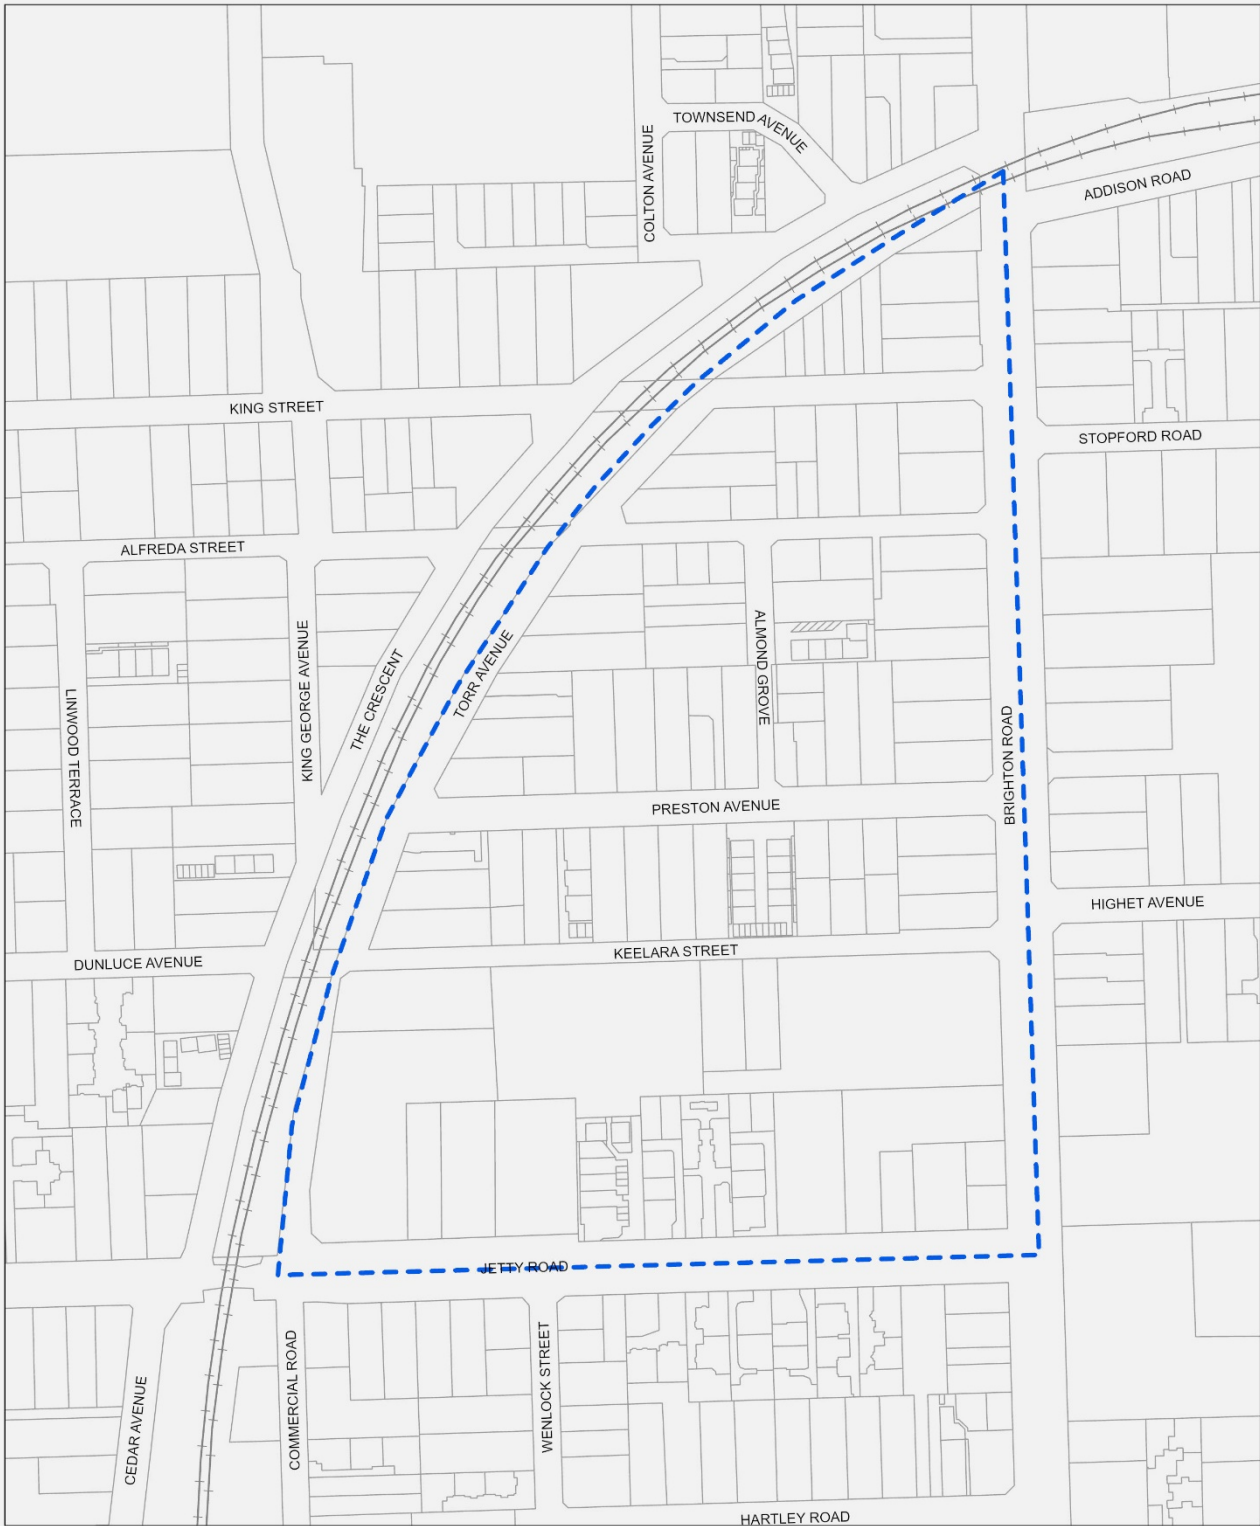 TOWNSEND AVENUE
COLTON AVENUE
ADDISON ROAD
KING STREET
STOPFORD ROAD
ALFREDA STREET
KING GEORGE AVENUE
THE CRESCENT
TORR AVENUE
ALMOND GROVE
LINWOOD TERRACE
BRIGHTON ROAD
PRESTON AVENUE
HIGHET AVENUE
KEELARA STREET
DUNLUCE AVENUE
JETTY ROAD
CEDAR AVENUE
COMMERCIAL ROAD
WENLOCK STREET
HARTLEY ROAD